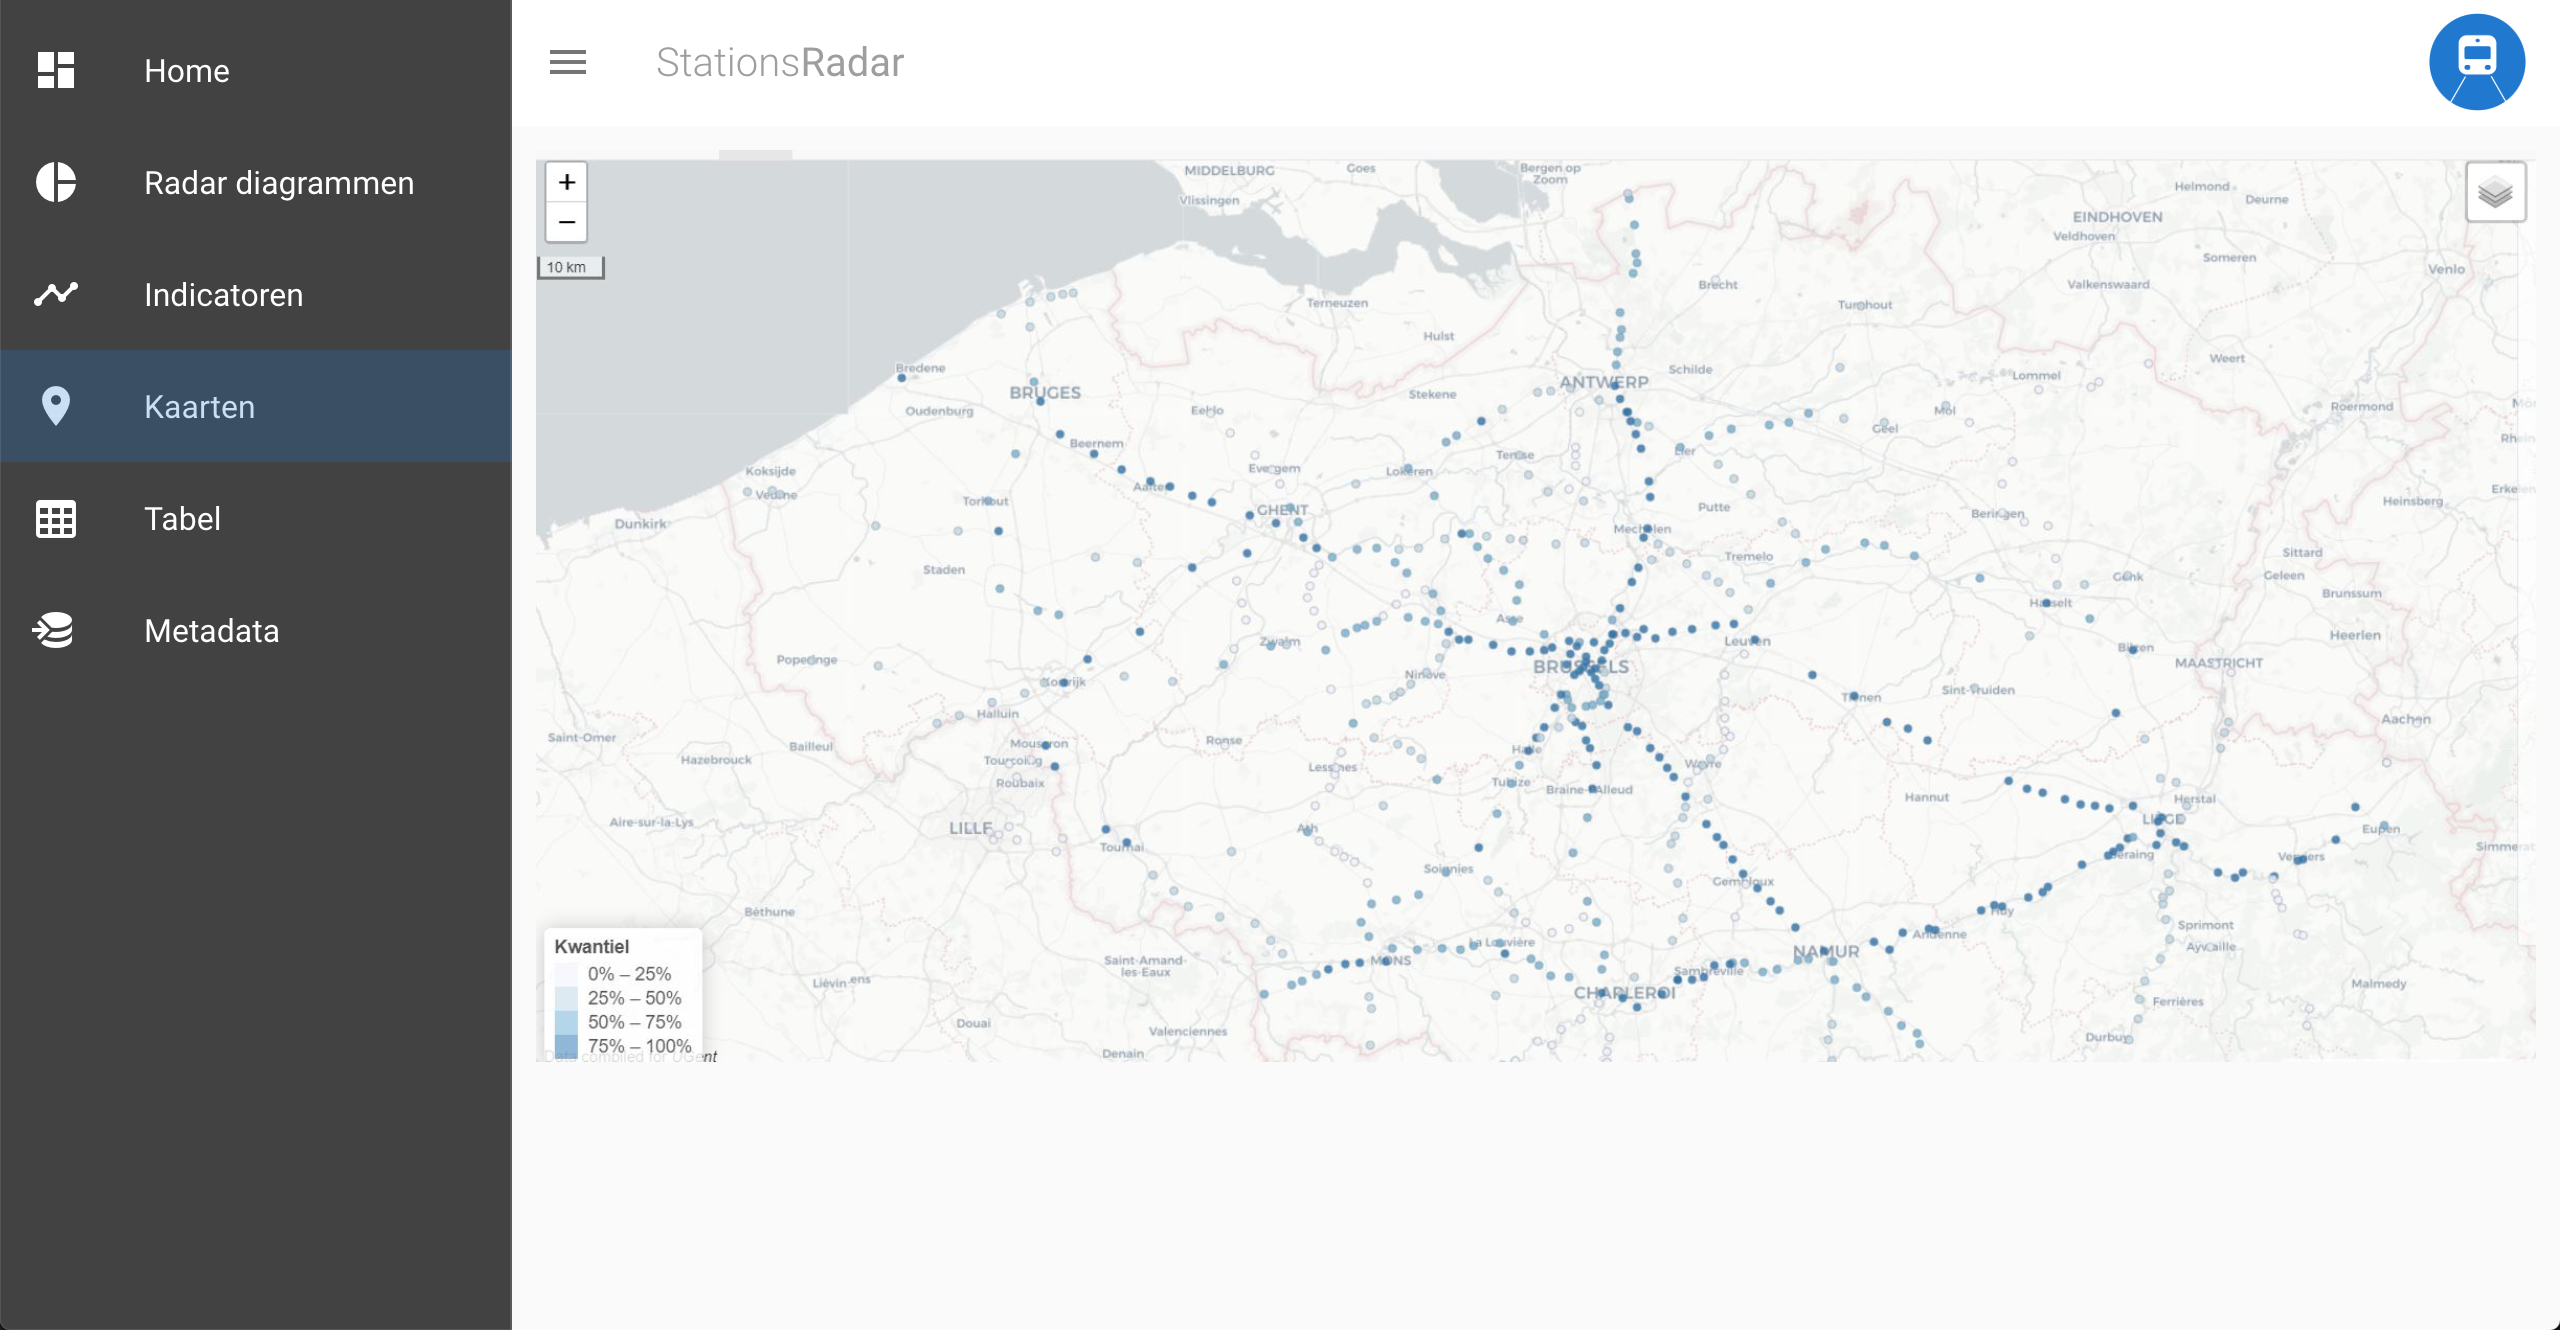 Home
Radar diagrammen
Indicatoren
Kaarten
Tabel
Metadata
StationsRadar
+
−
10 km
MIDDELBURG
Goes
Bergen op
Zoom
Vlissingen
Helmond
Deurne
EINDHOVEN
Veldhoven
Someren
Venlo
Brecht
Valkenswaard
Terneuzen
Turnhout
Hulst
Weert
Bredene
Schilde
Lommel
ANTWERP
BRUGES
Stekene
Roermond
Oudenburg
Eeklo
Mol
Geel
Beernem
Lier
Temse
Koksijde
Evergem
Lokeren
Veurne
Aalter
Torhout
Heinsberg
GHENT
Putte
Beringen
Dunkirk
Mechelen
Sittard
Tremelo
Staden
Genk
Geleen
Brunssum
Hasselt
Asse
Heerlen
Zwalm
Leuven
Bilzen
Poperinge
BRUSSELS
MAASTRICHT
Kortrijk
Ninove
Tienen
Sint-Truiden
Halluin
Aachen
Saint-Omer
Bailleul
Mouscron
Ronse
Halle
Hazebrouck
Tourcoing
Lessines
Wavre
Roubaix
Tubize
Braine-l'Alleud
Hannut
Herstal
Aire-sur-la-Lys
LILLE
Ath
LIEGE
Eupen
Tournai
Seraing
Verviers
Simmerat
Soignies
Gembloux
Béthune
Huy
Sprimont
Andenne
La Louvière
Aywaille
NAMUR
Saint-Amand-
les-Eaux
MONS
Sambreville
Malmedy
Liévin
ens
CHARLEROI
Ferrières
Douai
Valenciennes
Durbuy
Denain
Kwantiel
0% – 25%
25% – 50%
50% – 75%
75% – 100%
Data combiled for UGent